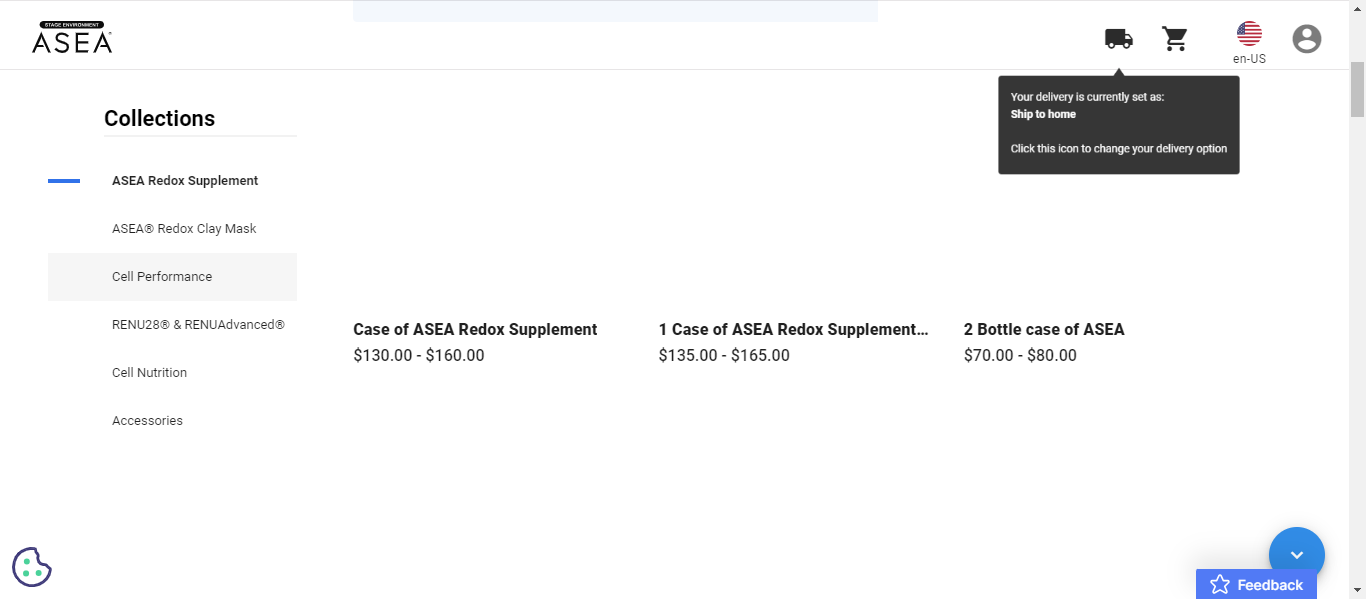 STAGE ENVIRONMENT
ASEA
en-US
Your delivery is currently set as:
Ship to home
Click this icon to change your delivery option
Collections
ASEA Redox Supplement
ASEA® Redox Clay Mask
Cell Performance
RENU28® & RENUAdvanced®
Cell Nutrition
Accessories
Case of ASEA Redox Supplement
$130.00 - $160.00
1 Case of ASEA Redox Supplement...
$135.00 - $165.00
2 Bottle case of ASEA
$70.00 - $80.00
Feedback